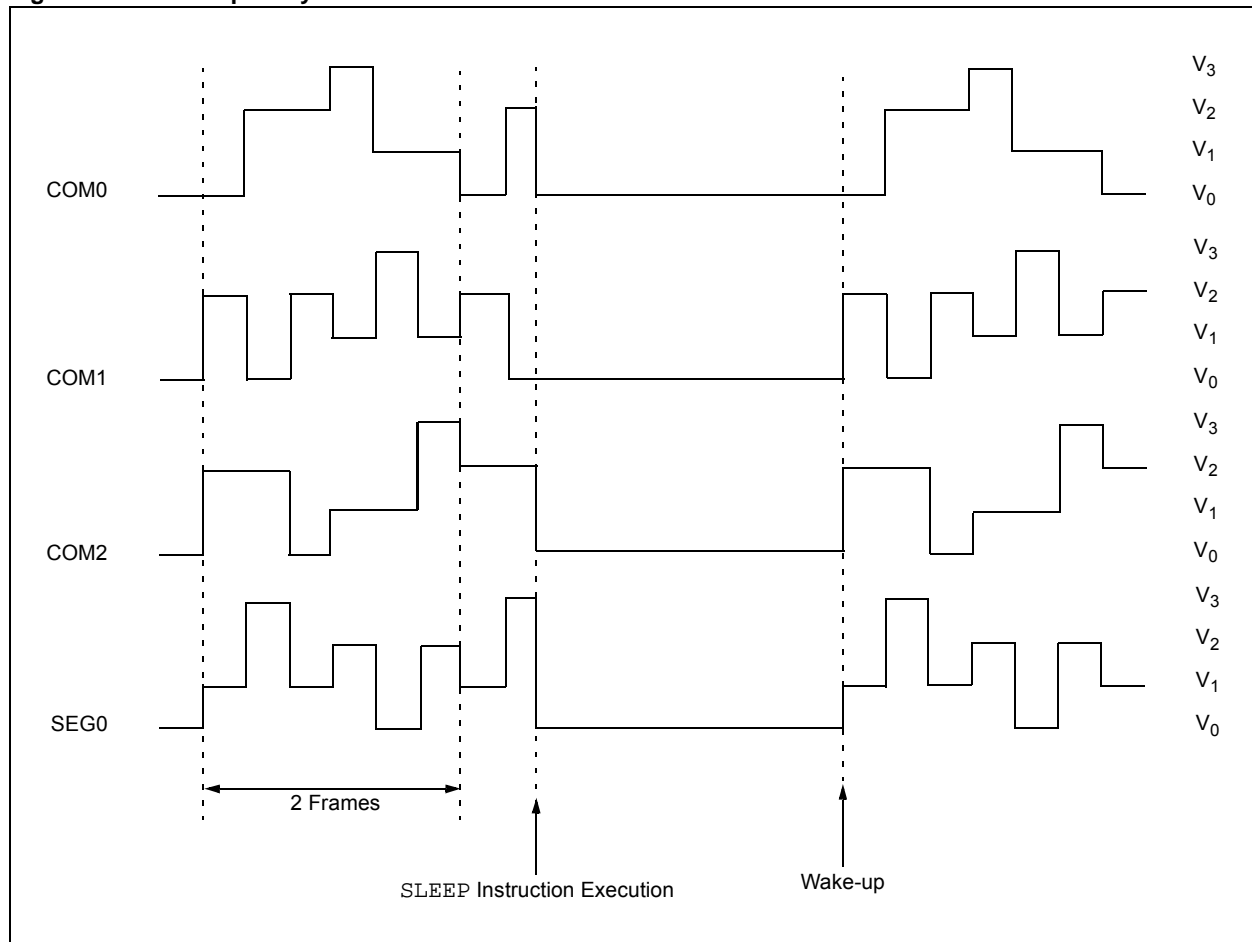 V3
V2
V1
COM0
V0
V3
V2
V1
COM1
V0
V3
V2
V1
COM2
V0
V3
V2
V1
SEG0
V0
2 Frames
SLEEP Instruction Execution
Wake-up